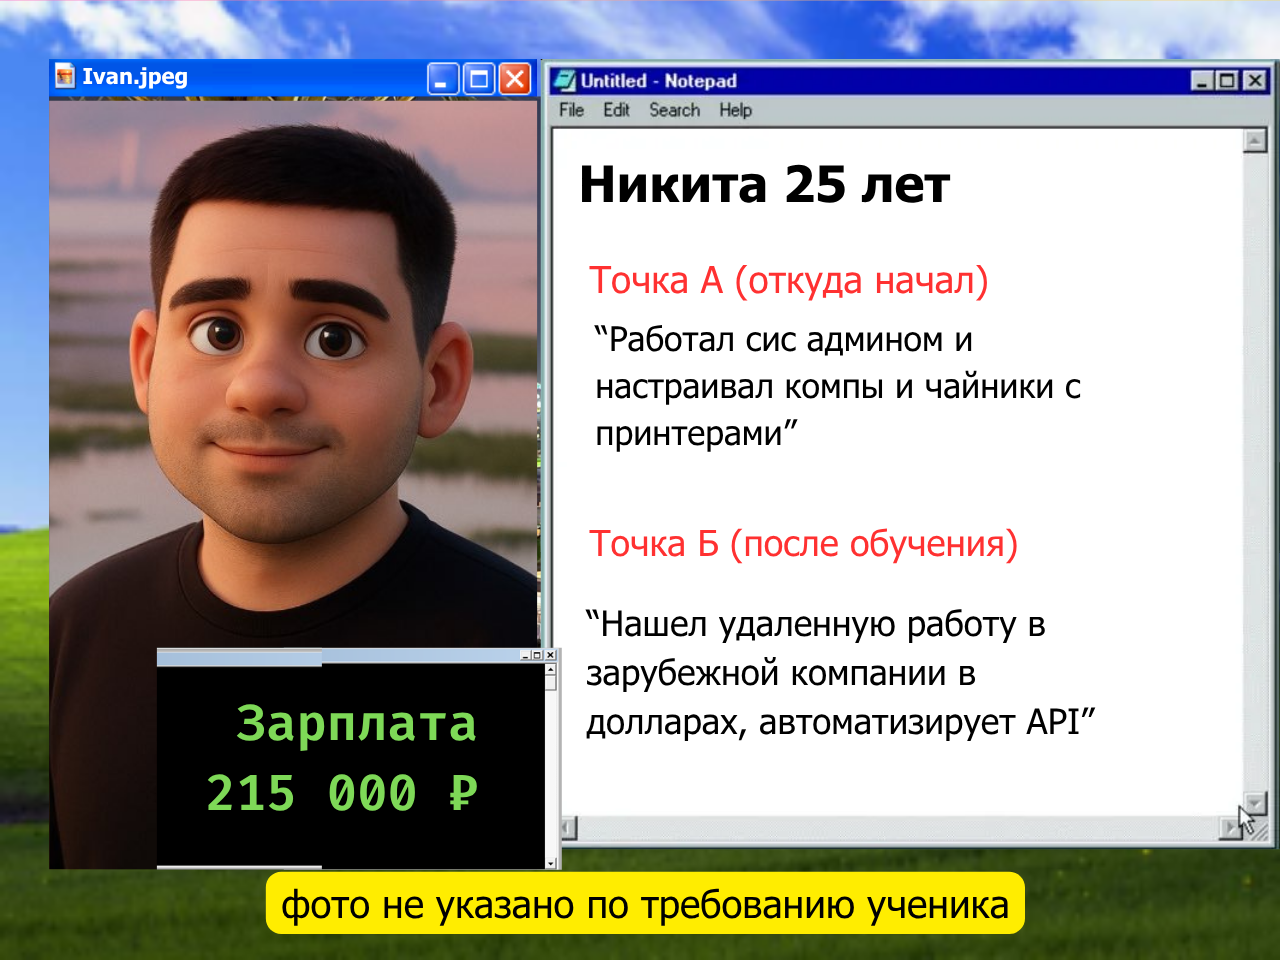 Ivan.jpeg
Untitled - Notepad
File Edit Search Help
Никита 25 лет
Точка А (откуда начал)
“Работал сис админом и
настраивал компы и чайники с
принтерами”
Точка Б (после обучения)
“Нашел удаленную работу в
зарубежной компании в
долларах, автоматизирует API”
Зарплата
215 000 ₽
фото не указано по требованию ученика